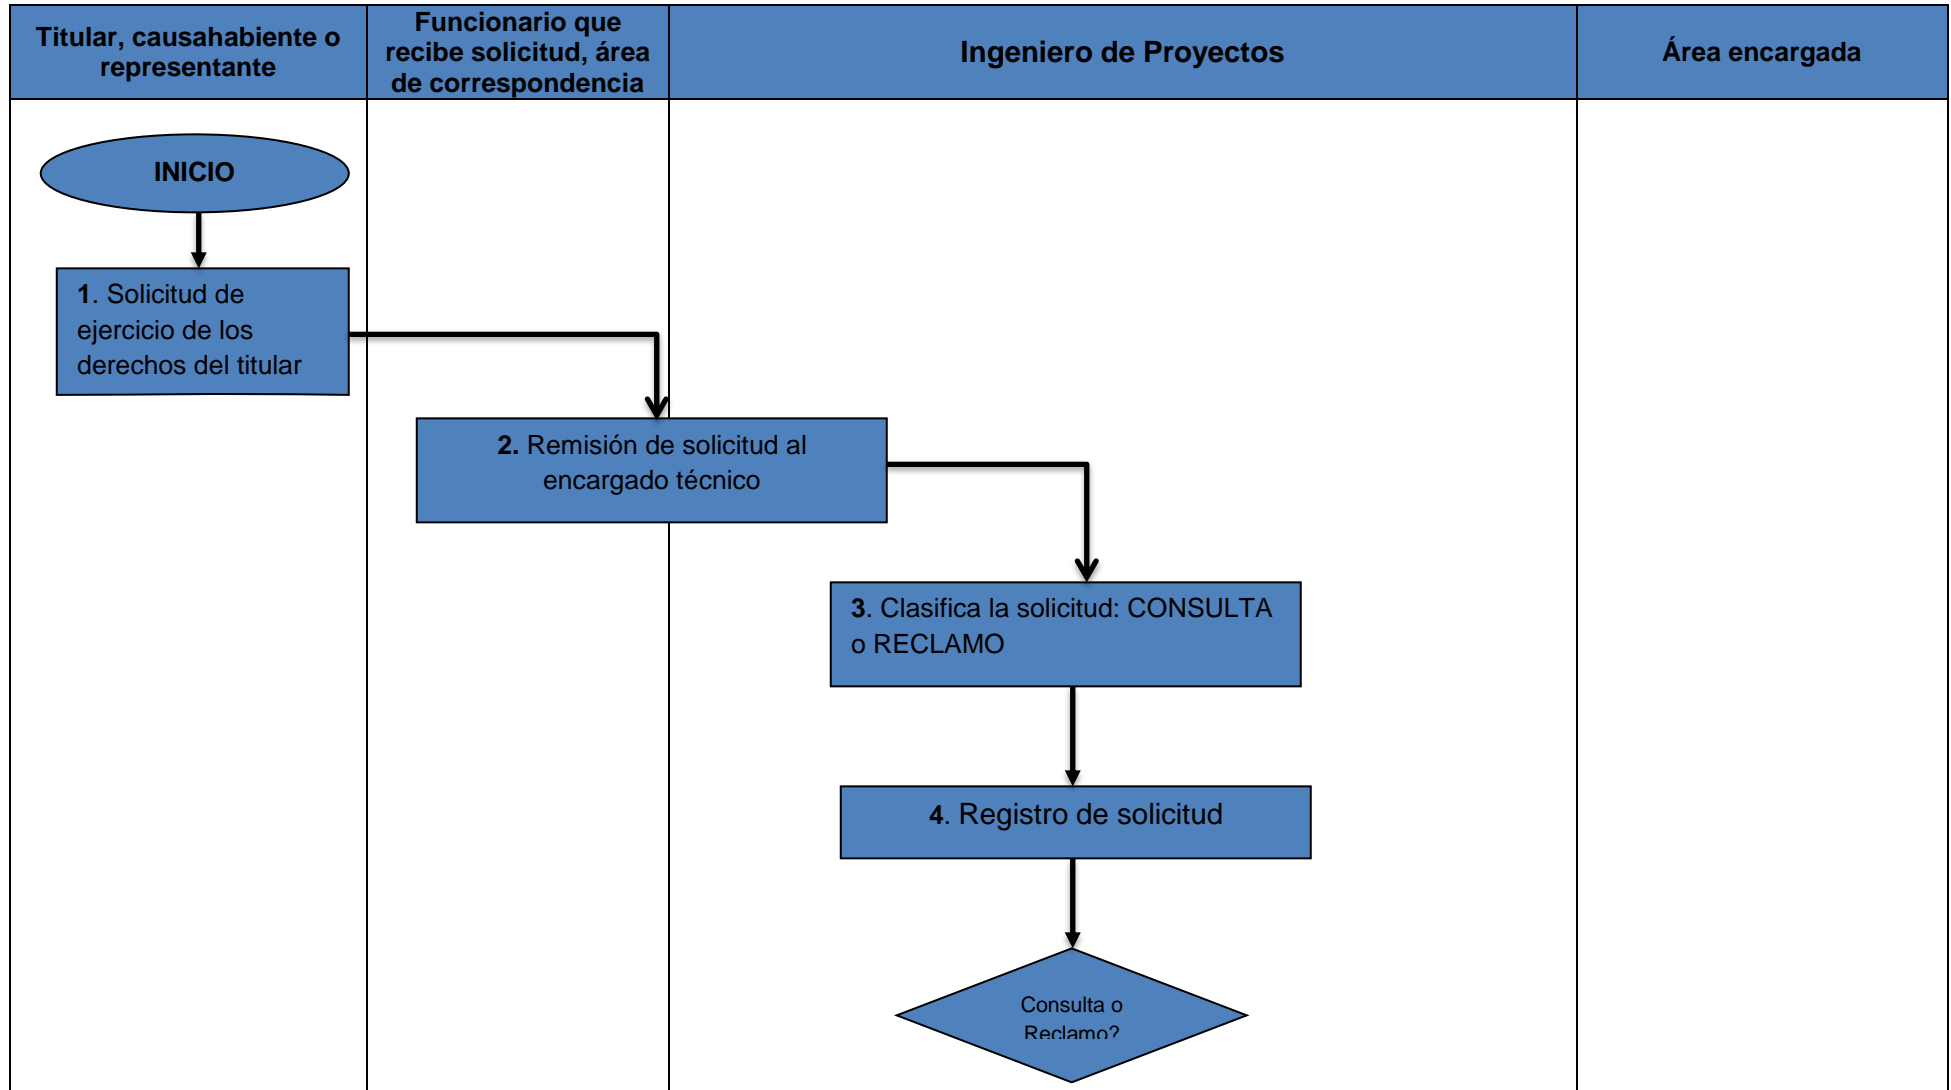 Titular, causahabiente o
representante
Funcionario que
recibe solicitud, área
de correspondencia
Ingeniero de Proyectos
Área encargada
INICIO
1. Solicitud de
ejercicio de los
derechos del titular
2. Remisión de solicitud al
encargado técnico
3. Clasifica la solicitud: CONSULTA
o RECLAMO
4. Registro de solicitud
Consulta o
Reclamo?